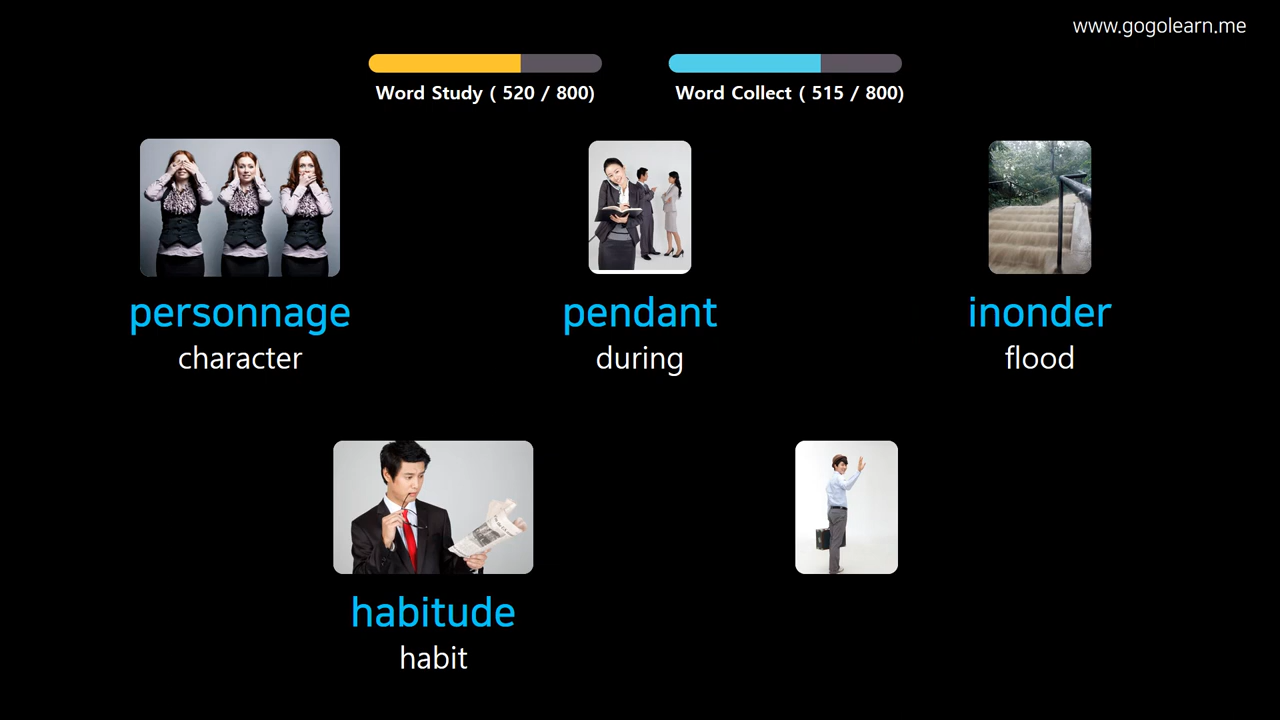 www.gogolearn.me
Word Study ( 520 / 800)
Word Collect ( 515 / 800)
personnage
character
pendant
during
inonder
flood
habitude
habit